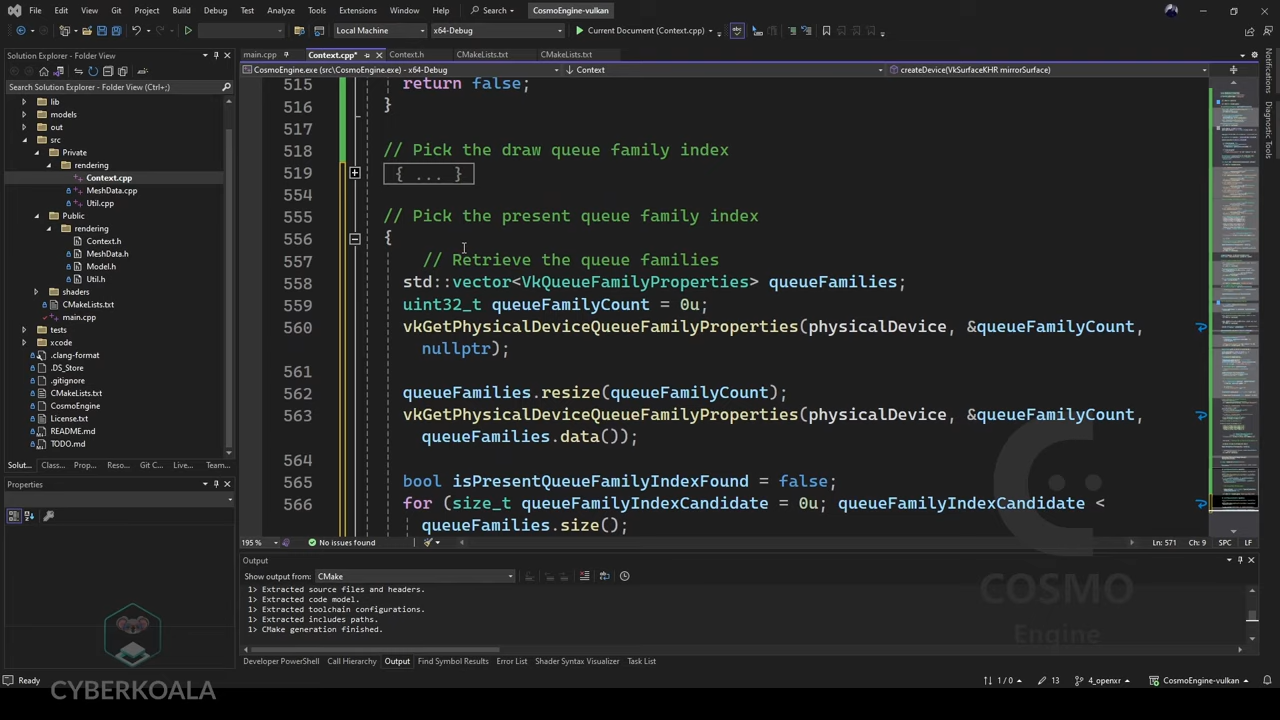 File Edit View Git Project Build Debug Test Analyze Tools Extensions Window Help Search CosmoEngine-vulkan
Local Machine x64-Debug Current Document (Context.cpp)
Solution Explorer - Folder View
Search Solution Explorer - Folder View (Ctrl+;)
lib
models
out
src
Private
rendering
Context.cpp
MeshData.cpp
Util.cpp
Public
rendering
Context.h
MeshData.h
Model.h
Util.h
shaders
CMakeLists.txt
main.cpp
tests
xcode
.clang-format
.DS_Store
.gitignore
CMakeLists.txt
CosmoEngine
License.txt
README.md
TODO.md
Solut... Class... Prop... Reso... Git C... Live... Team...
Properties
main.cpp Context.cpp* Context.h CMakeLists.txt CMakeLists.txt
CosmoEngine.exe (src\CosmoEngine.exe) - x64-Debug Context createDevice(VkSurfaceKHR mirrorSurface)
515 return false;
516 }
517
518 // Pick the draw queue family index
519 { ... }
554
555 // Pick the present queue family index
556 {
557 // Retrieve the queue families
558 std::vector<VkQueueFamilyProperties> queueFamilies;
559 uint32_t queueFamilyCount = 0u;
560 vkGetPhysicalDeviceQueueFamilyProperties(physicalDevice, &queueFamilyCount,
nullptr);
561
562 queueFamilies.resize(queueFamilyCount);
563 vkGetPhysicalDeviceQueueFamilyProperties(physicalDevice, &queueFamilyCount,
queueFamilies.data());
564
565 bool isPresentQueueFamilyIndexFound = false;
566 for (size_t queueFamilyIndexCandidate = 0u; queueFamilyIndexCandidate <
queueFamilies.size();
195 % No issues found Ln: 571 Ch: 9 SPC LF
Output
Show output from: CMake
1> Extracted source files and headers.
1> Extracted code model.
1> Extracted toolchain configurations.
1> Extracted includes paths.
1> CMake generation finished.
Developer PowerShell Call Hierarchy Output Find Symbol Results Error List Shader Syntax Visualizer Task List
Ready 1 / 0 13 4_openxr CosmoEngine-vulkan
Notifications
Diagnostic Tools
COSMO
Engine
CYBERKOALA